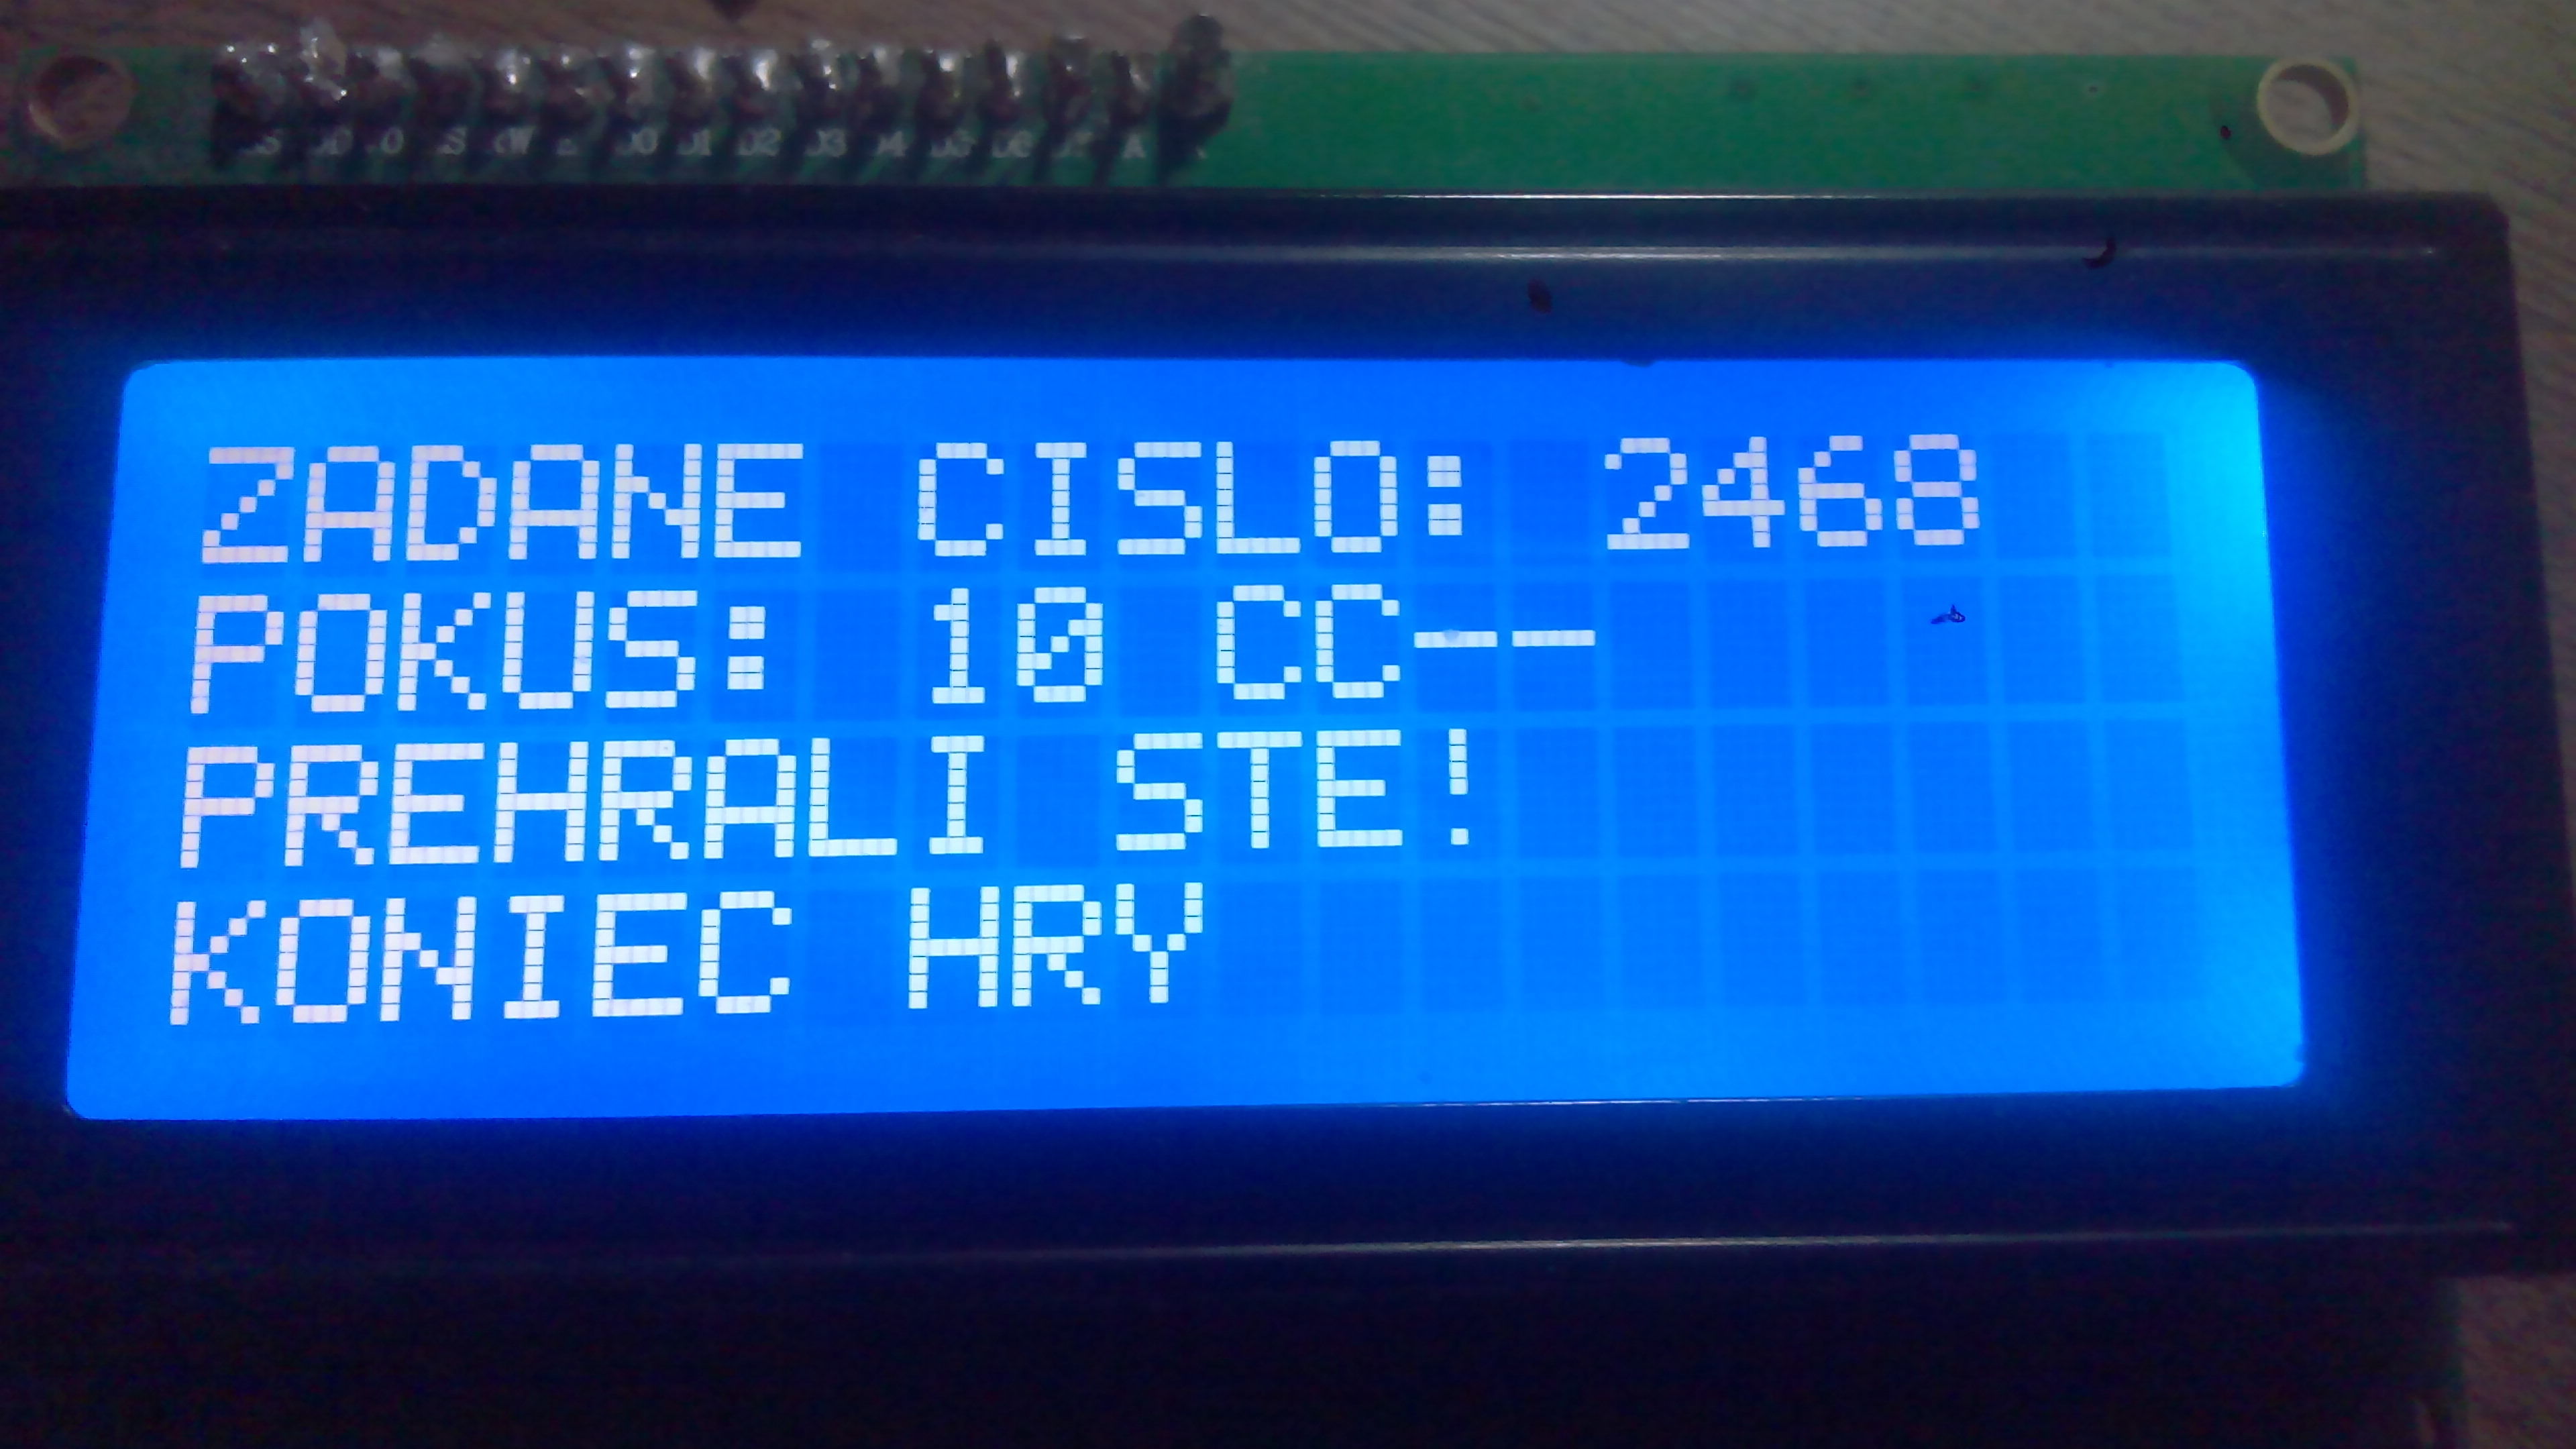 ZADANE CISLO: 2468
POKUS: 10 CC--
PREHRALI STE!
KONIEC HRY